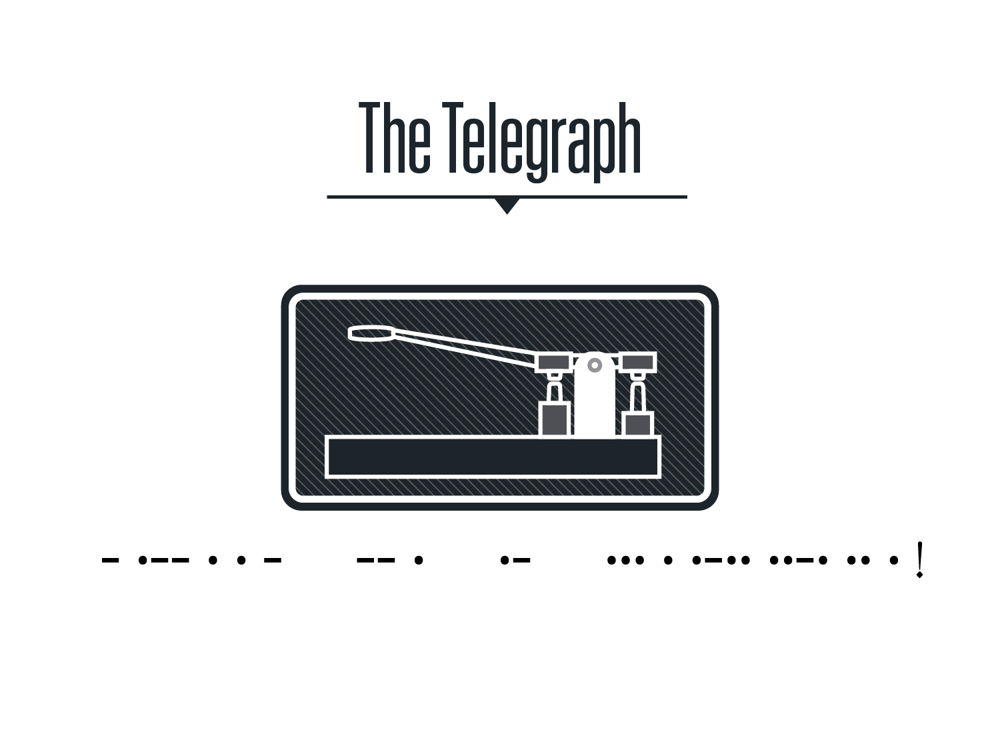 The Telegraph
– •–– • • – –– • •– ••• • •–•• ••–• •• • !